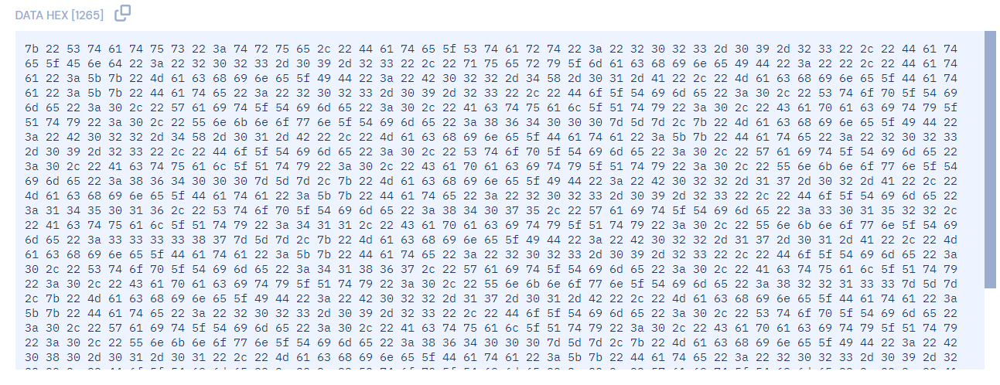 DATA HEX [1265]
7b 22 53 74 61 74 75 73 22 3a 74 72 75 65 2c 22 44 61 74 65 5f 53 74 61 72 74 22 3a 22 32 30 32 33 2d 30 39 2d 32 33 22 2c 22 44 61 74
65 5f 45 6e 64 22 3a 22 32 30 32 33 2d 30 39 2d 32 33 22 2c 22 71 75 65 72 79 5f 6d 61 63 68 69 6e 65 49 44 22 3a 22 22 2c 22 44 61 74
61 22 3a 5b 7b 22 4d 61 63 68 69 6e 65 5f 49 44 22 3a 22 42 30 32 32 2d 34 58 2d 30 31 2d 41 22 2c 22 4d 61 63 68 69 6e 65 5f 44 61 74
61 22 3a 5b 7b 22 44 61 74 65 22 3a 22 32 30 32 33 2d 30 39 2d 32 33 22 2c 22 44 6f 5f 54 69 6d 65 22 3a 30 2c 22 53 74 6f 70 5f 54 69
6d 65 22 3a 30 2c 22 57 61 69 74 5f 54 69 6d 65 22 3a 30 2c 22 41 63 74 75 61 6c 5f 51 74 79 22 3a 30 2c 22 43 61 70 61 63 69 74 79 5f
51 74 79 22 3a 30 2c 22 55 6e 6b 6e 6f 77 6e 5f 54 69 6d 65 22 3a 38 36 34 30 30 30 7d 5d 7d 2c 7b 22 4d 61 63 68 69 6e 65 5f 49 44 22
3a 22 42 30 32 32 2d 34 58 2d 30 31 2d 42 22 2c 22 4d 61 63 68 69 6e 65 5f 44 61 74 61 22 3a 5b 7b 22 44 61 74 65 22 3a 22 32 30 32 33
2d 30 39 2d 32 33 22 2c 22 44 6f 5f 54 69 6d 65 22 3a 30 2c 22 53 74 6f 70 5f 54 69 6d 65 22 3a 30 2c 22 57 61 69 74 5f 54 69 6d 65 22
3a 30 2c 22 41 63 74 75 61 6c 5f 51 74 79 22 3a 30 2c 22 43 61 70 61 63 69 74 79 5f 51 74 79 22 3a 30 2c 22 55 6e 6b 6e 6f 77 6e 5f 54
69 6d 65 22 3a 38 36 34 30 30 30 7d 5d 7d 2c 7b 22 4d 61 63 68 69 6e 65 5f 49 44 22 3a 22 42 30 32 32 2d 31 37 2d 30 32 2d 41 22 2c 22
4d 61 63 68 69 6e 65 5f 44 61 74 61 22 3a 5b 7b 22 44 61 74 65 22 3a 22 32 30 32 33 2d 30 39 2d 32 33 22 2c 22 44 6f 5f 54 69 6d 65 22
3a 31 34 35 30 31 36 2c 22 53 74 6f 70 5f 54 69 6d 65 22 3a 38 34 30 37 35 2c 22 57 61 69 74 5f 54 69 6d 65 22 3a 33 30 31 35 32 32 2c
22 41 63 74 75 61 6c 5f 51 74 79 22 3a 34 31 31 2c 22 43 61 70 61 63 69 74 79 5f 51 74 79 22 3a 30 2c 22 55 6e 6b 6e 6f 77 6e 5f 54 69
6d 65 22 3a 33 33 33 33 38 37 7d 5d 7d 2c 7b 22 4d 61 63 68 69 6e 65 5f 49 44 22 3a 22 42 30 32 32 2d 31 37 2d 30 31 2d 41 22 2c 22 4d
61 63 68 69 6e 65 5f 44 61 74 61 22 3a 5b 7b 22 44 61 74 65 22 3a 22 32 30 32 33 2d 30 39 2d 32 33 22 2c 22 44 6f 5f 54 69 6d 65 22 3a
30 2c 22 53 74 6f 70 5f 54 69 6d 65 22 3a 34 31 38 36 37 2c 22 57 61 69 74 5f 54 69 6d 65 22 3a 30 2c 22 41 63 74 75 61 6c 5f 51 74 79
22 3a 30 2c 22 43 61 70 61 63 69 74 79 5f 51 74 79 22 3a 30 2c 22 55 6e 6b 6e 6f 77 6e 5f 54 69 6d 65 22 3a 38 32 32 31 33 33 7d 5d 7d
2c 7b 22 4d 61 63 68 69 6e 65 5f 49 44 22 3a 22 42 30 32 32 2d 31 37 2d 30 31 2d 42 22 2c 22 4d 61 63 68 69 6e 65 5f 44 61 74 61 22 3a
5b 7b 22 44 61 74 65 22 3a 22 32 30 32 33 2d 30 39 2d 32 33 22 2c 22 44 6f 5f 54 69 6d 65 22 3a 30 2c 22 53 74 6f 70 5f 54 69 6d 65 22
3a 30 2c 22 57 61 69 74 5f 54 69 6d 65 22 3a 30 2c 22 41 63 74 75 61 6c 5f 51 74 79 22 3a 30 2c 22 43 61 70 61 63 69 74 79 5f 51 74 79
22 3a 30 2c 22 55 6e 6b 6e 6f 77 6e 5f 54 69 6d 65 22 3a 38 36 34 30 30 30 7d 5d 7d 2c 7b 22 4d 61 63 68 69 6e 65 5f 49 44 22 3a 22 42
30 38 30 2d 30 31 2d 30 31 22 2c 22 4d 61 63 68 69 6e 65 5f 44 61 74 61 22 3a 5b 7b 22 44 61 74 65 22 3a 22 32 30 32 33 2d 30 39 2d 32